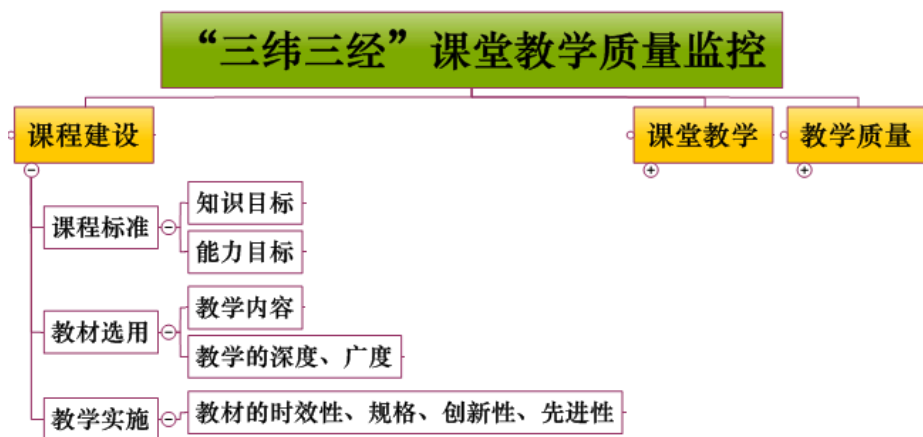 “三纬三经”课堂教学质量监控
课程建设
课堂教学
教学质量
课程标准
知识目标
能力目标
教材选用
教学内容
教学的深度、广度
教学实施
教材的时效性、规格、创新性、先进性